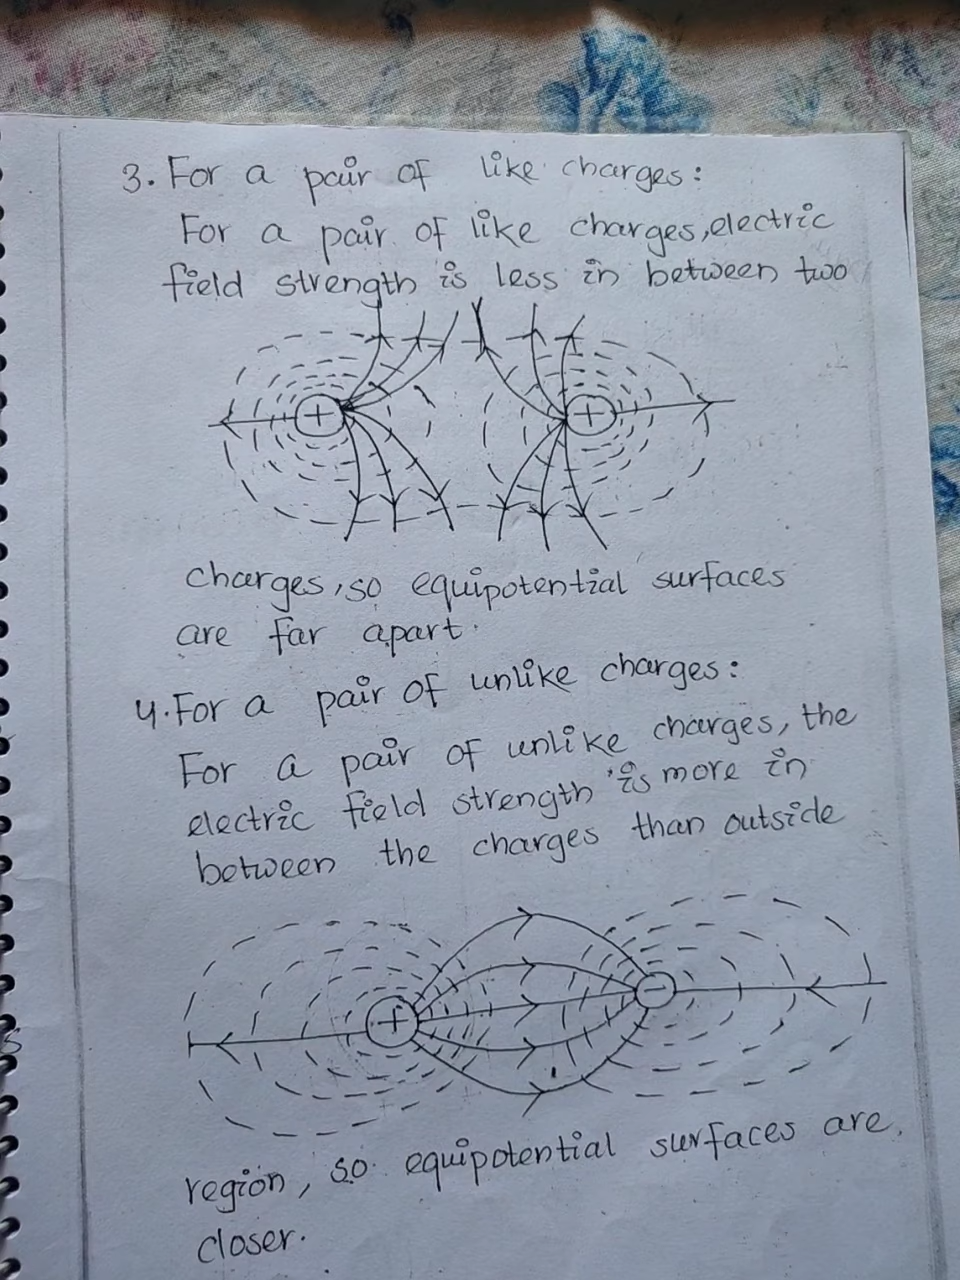 3. For a pair of like charges:
For a pair of like charges, electric
field strength is less in between two
+
+
charges, so equipotential surfaces
are far apart.
4. For a pair of unlike charges:
For a pair of unlike charges, the
electric field strength is more in
between the charges than outside
+
-
region, so equipotential surfaces are
closer.